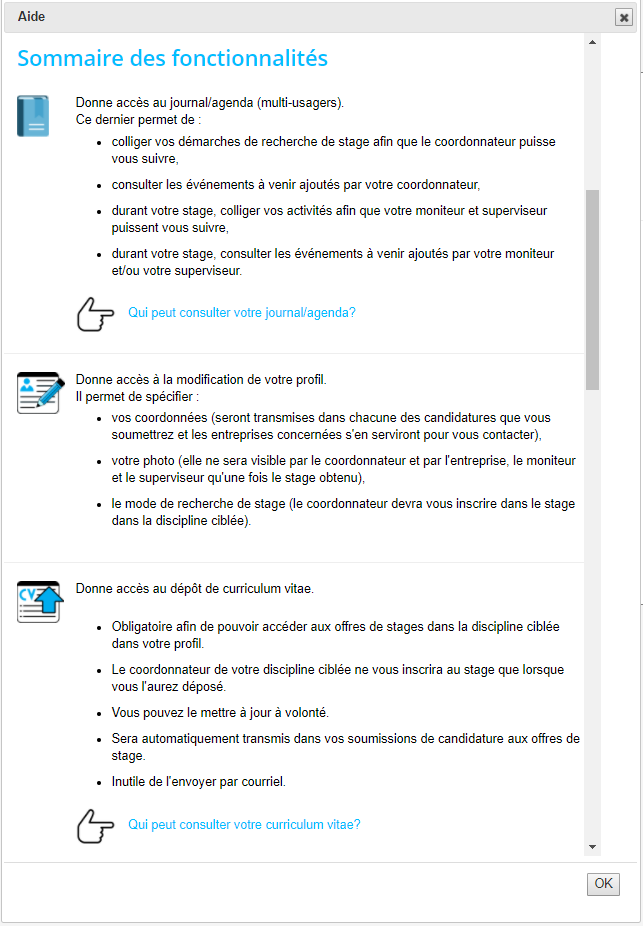 Aide
Sommaire des fonctionnalités
Donne accès au journal/agenda (multi-usagers).
Ce dernier permet de :
• colliger vos démarches de recherche de stage afin que le coordonnateur puisse
vous suivre,
• consulter les événements à venir ajoutés par votre coordonnateur,
• durant votre stage, colliger vos activités afin que votre moniteur et superviseur
puissent vous suivre,
• durant votre stage, consulter les événements à venir ajoutés par votre moniteur
et/ou votre superviseur.
Qui peut consulter votre journal/agenda?
Donne accès à la modification de votre profil.
Il permet de spécifier :
• vos coordonnées (seront transmises dans chacune des candidatures que vous
soumettrez et les entreprises concernées s'en serviront pour vous contacter),
• votre photo (elle ne sera visible par le coordonnateur et par l'entreprise, le moniteur
et le superviseur qu'une fois le stage obtenu),
• le mode de recherche de stage (le coordonnateur devra vous inscrire dans le stage
dans la discipline ciblée).
CV
Donne accès au dépôt de curriculum vitae.
• Obligatoire afin de pouvoir accéder aux offres de stages dans la discipline ciblée
dans votre profil.
• Le coordonnateur de votre discipline ciblée ne vous inscrira au stage que lorsque
vous l'aurez déposé.
• Vous pouvez le mettre à jour à volonté.
• Sera automatiquement transmis dans vos soumissions de candidature aux offres de
stage.
• Inutile de l'envoyer par courriel.
Qui peut consulter votre curriculum vitae?
OK